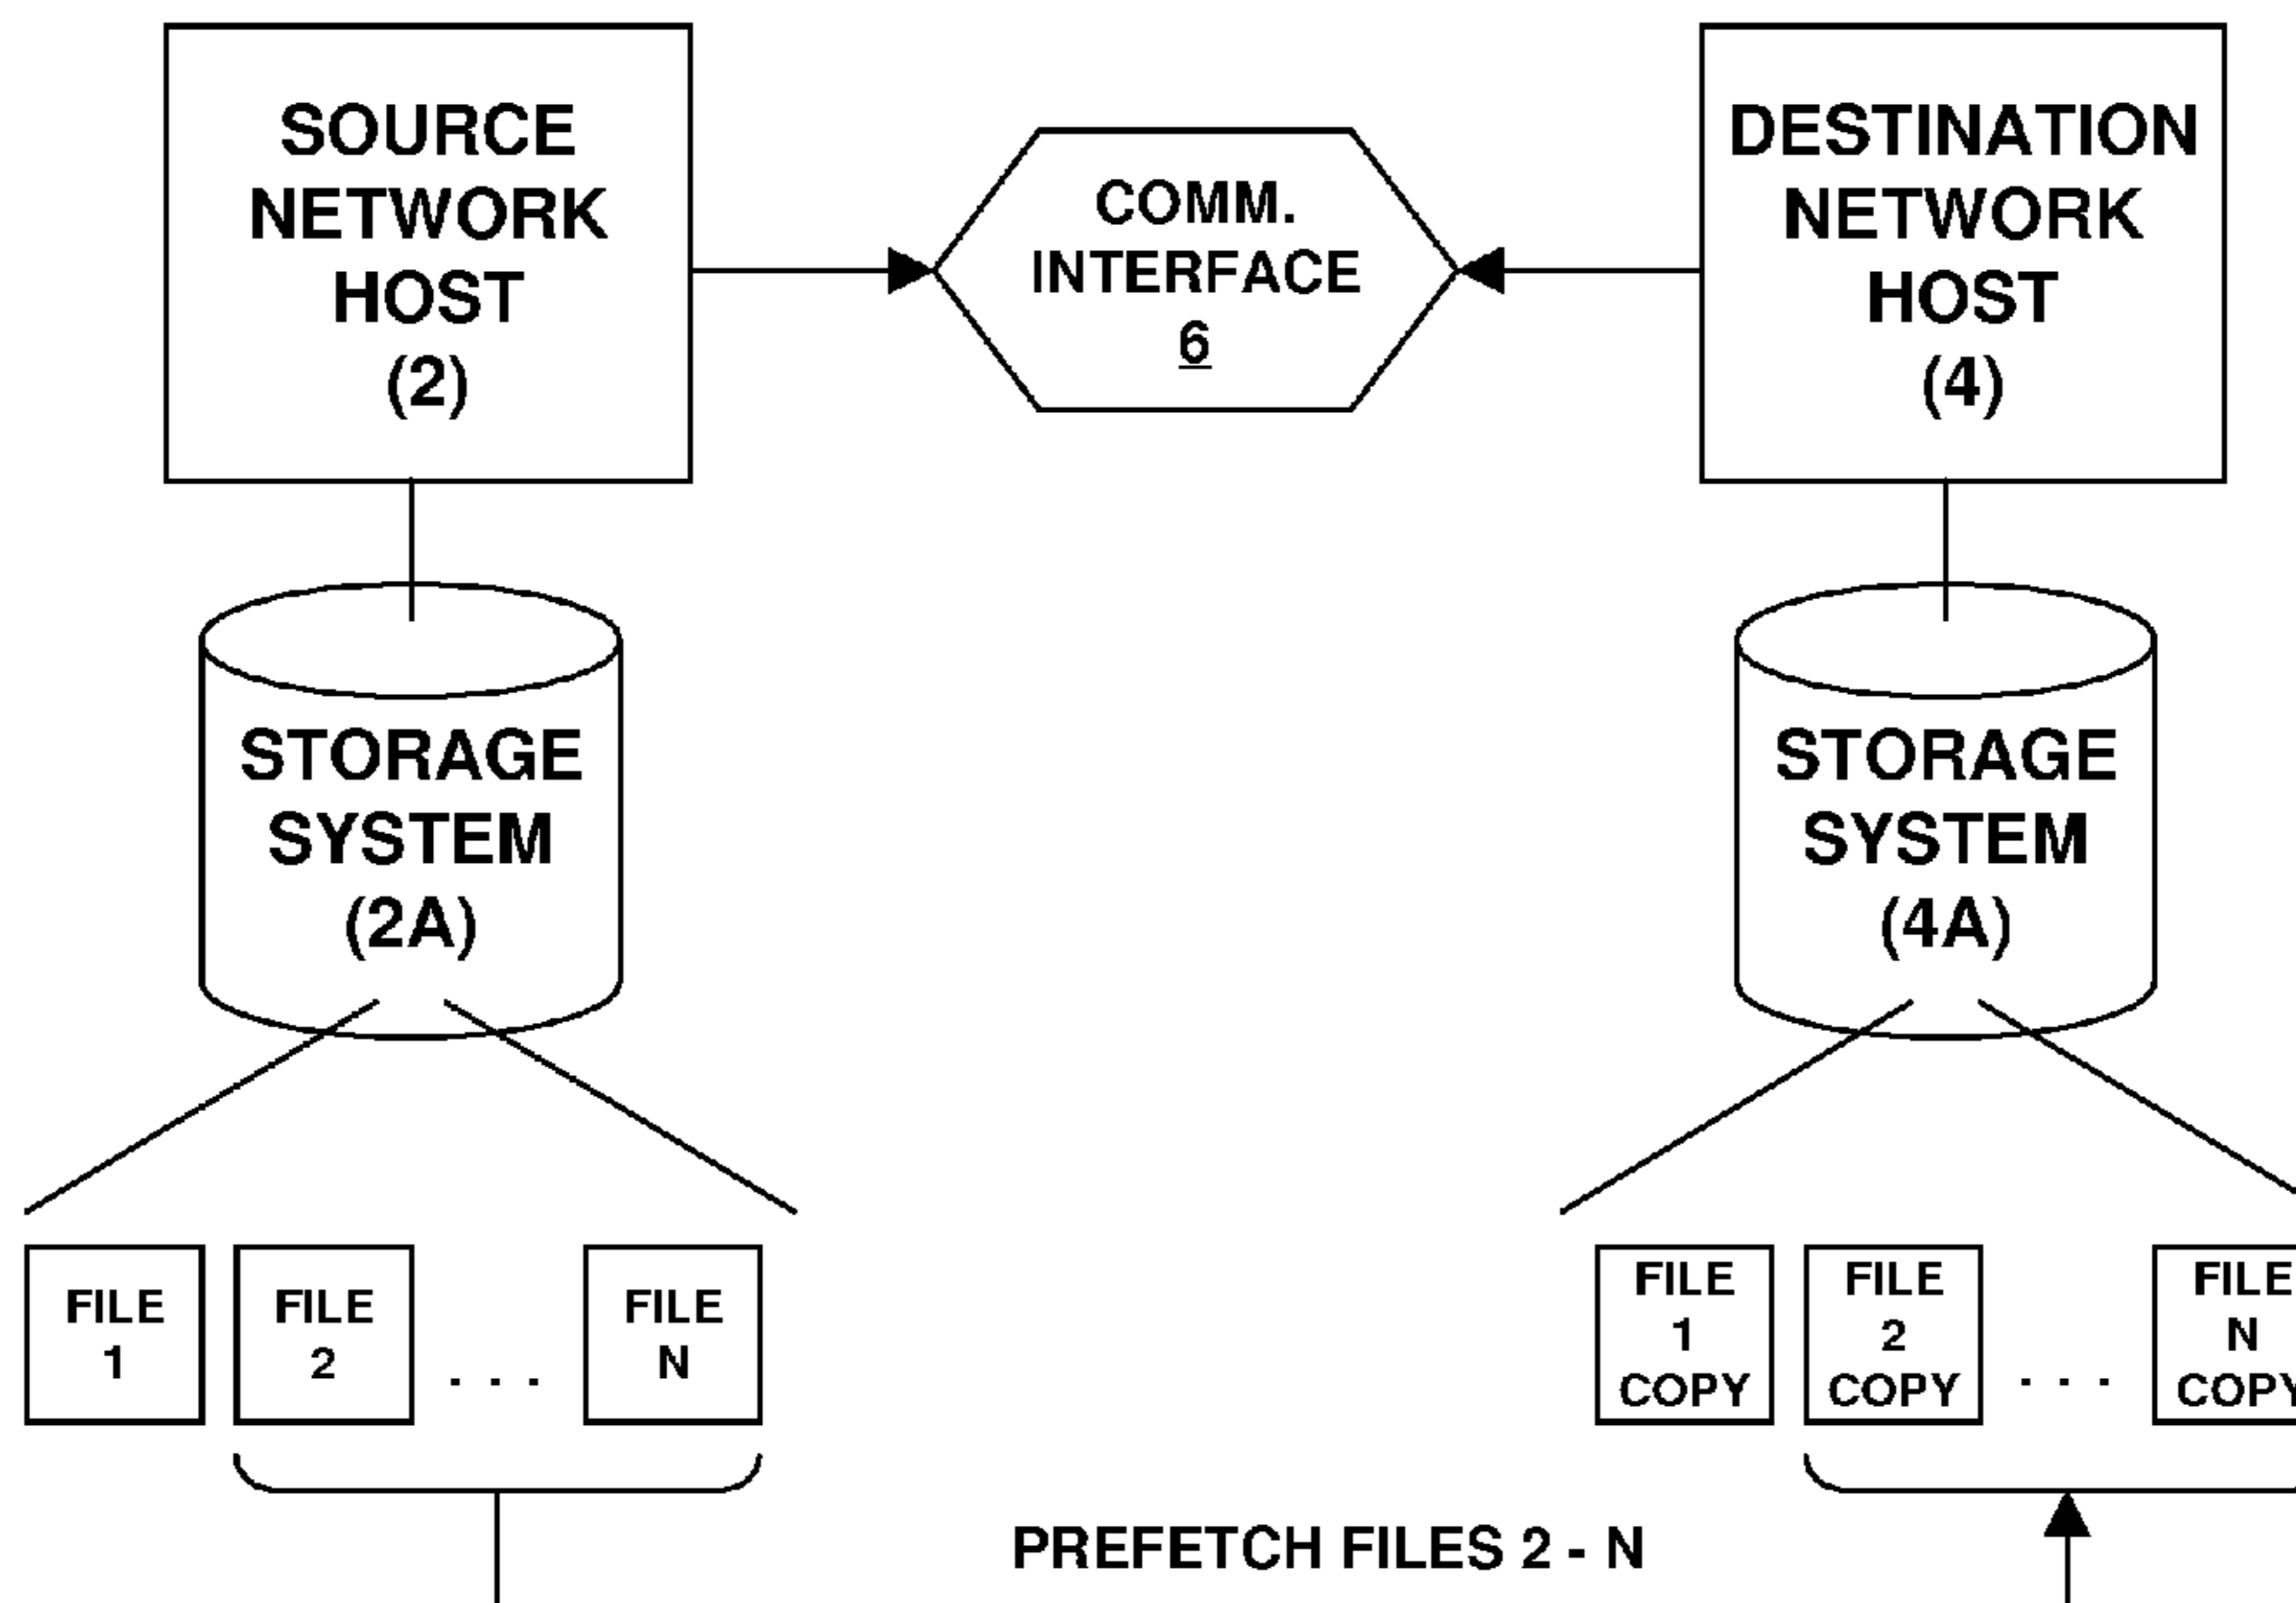 SOURCE
NETWORK
HOST
(2)
COMM.
INTERFACE
6
DESTINATION
NETWORK
HOST
(4)
STORAGE
SYSTEM
(2A)
STORAGE
SYSTEM
(4A)
FILE
1
FILE
2
. . .
FILE
N
FILE
1
COPY
FILE
2
COPY
. . .
FILE
N
COPY
PREFETCH FILES 2 - N